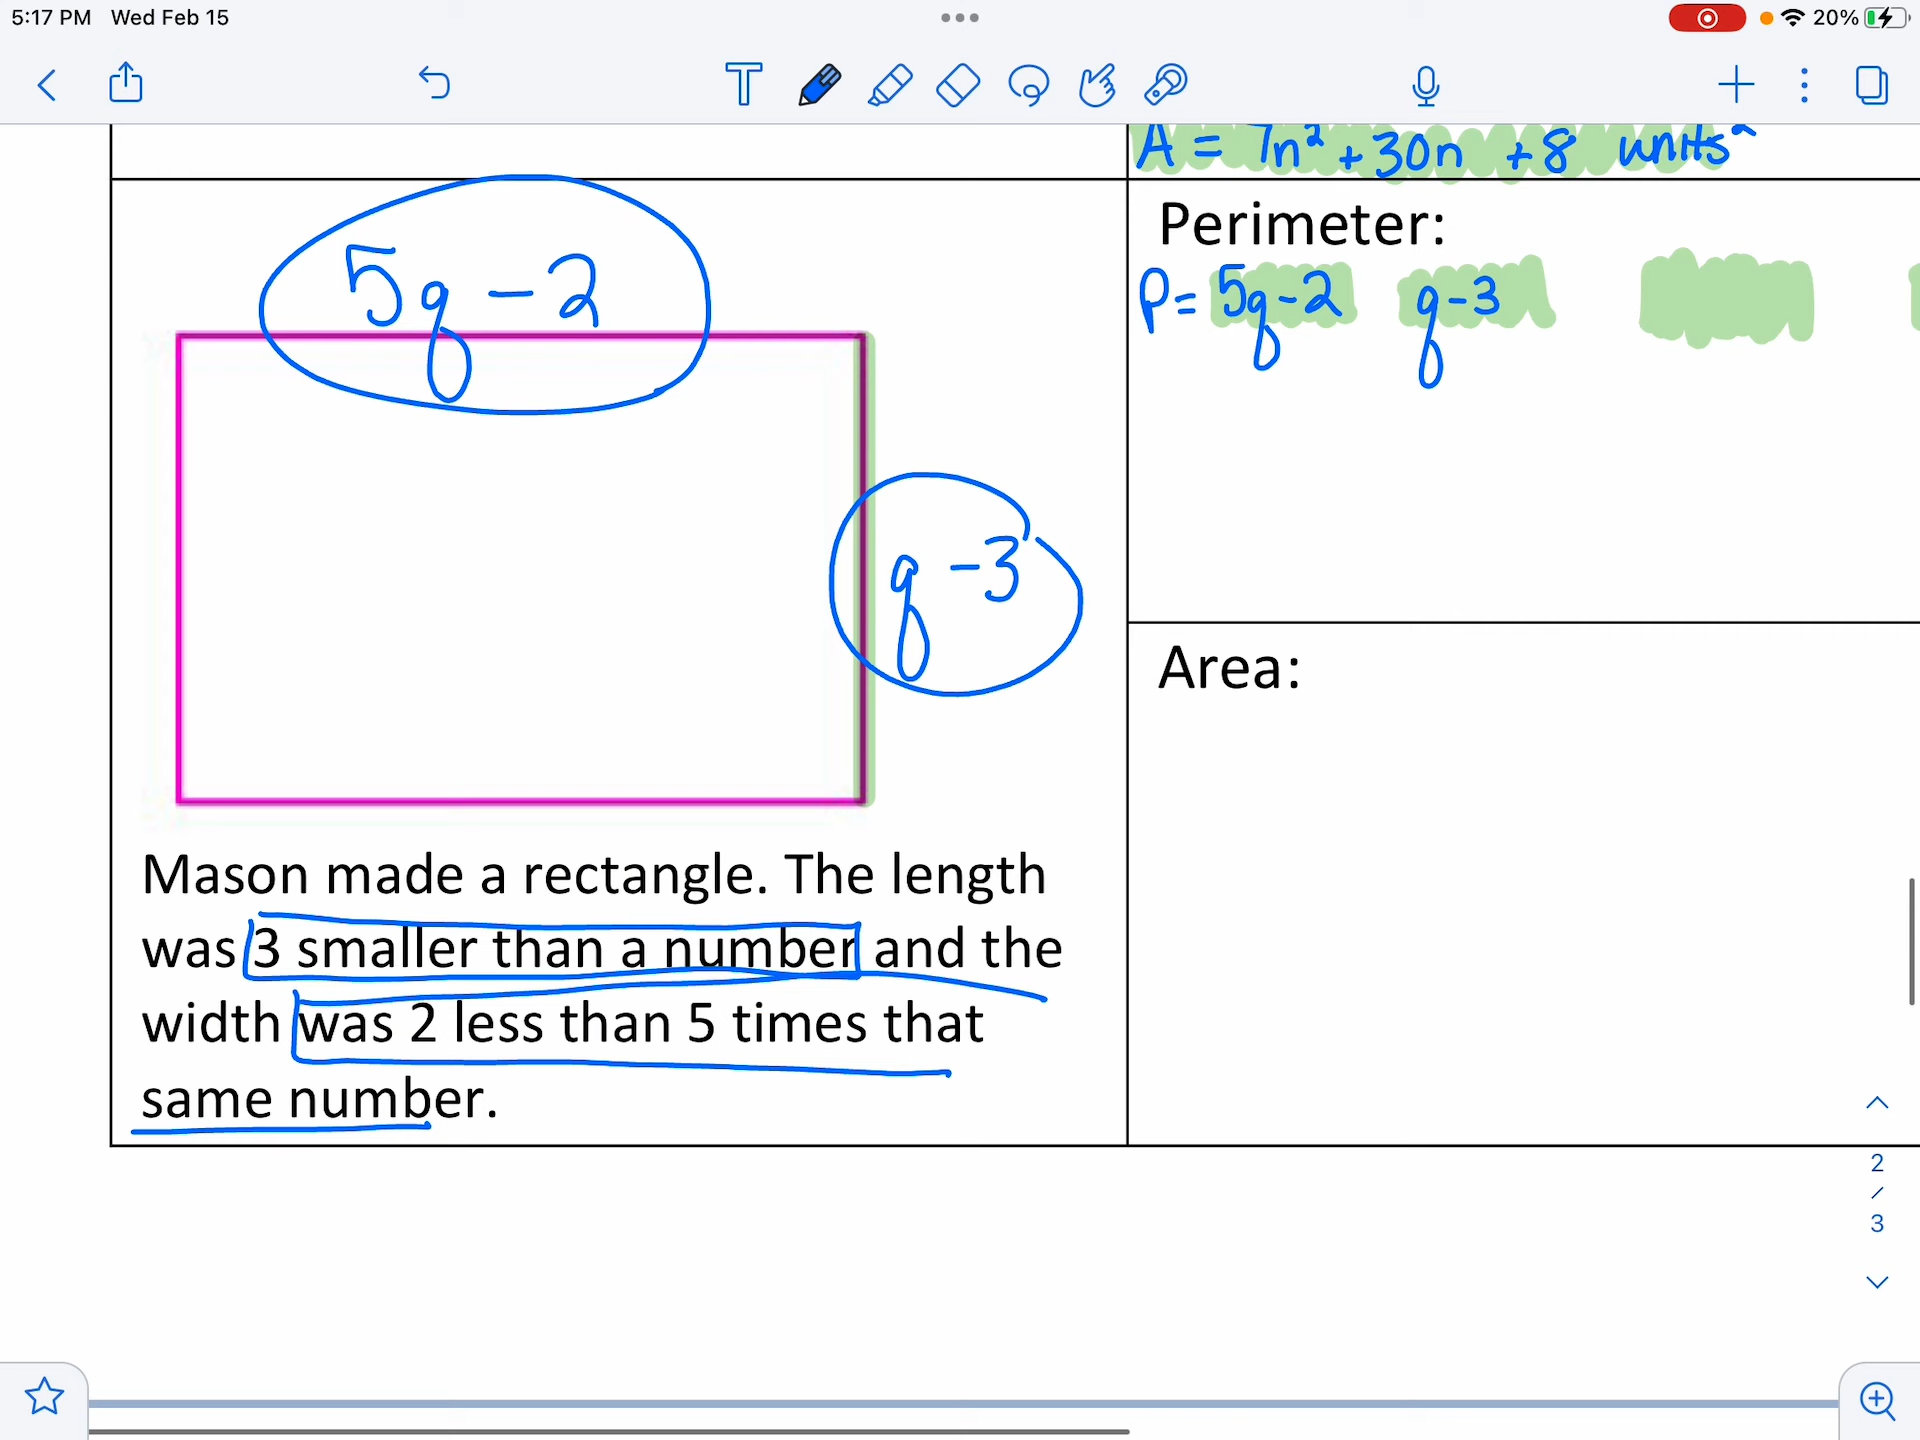 5:17 PM Wed Feb 15
20%
T
A = 7n² + 30n + 8 units²
5q - 2
Perimeter:
P = 5q-2 q-3
q - 3
Area:
Mason made a rectangle. The length
was 3 smaller than a number and the
width was 2 less than 5 times that
same number.
2
/
3